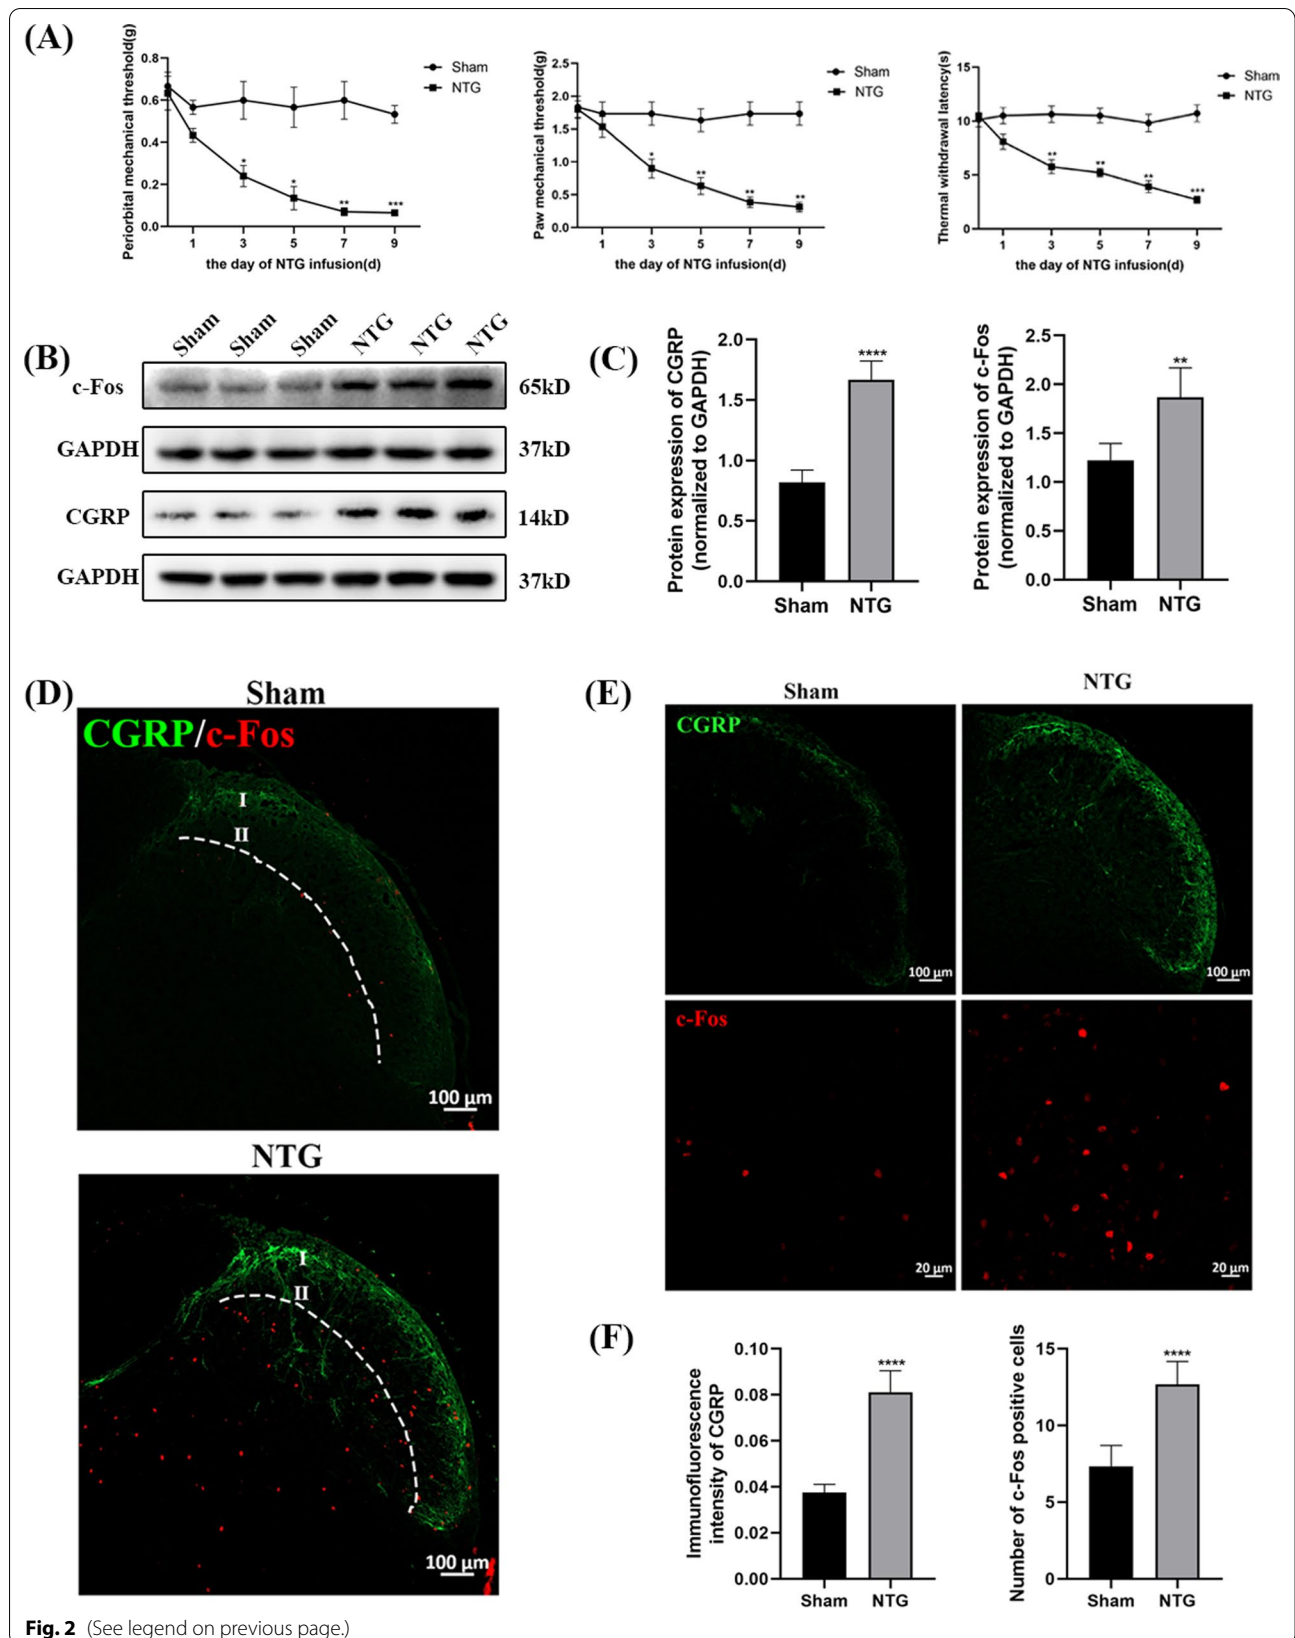 (A)
Periorbital mechanical threshold(g)
0.8
0.6
0.4
0.2
0.0
1 3 5 7 9
the day of NTG infusion(d)
Sham
NTG
*
*
**
***
Paw mechanical threshold(g)
2.5
2.0
1.5
1.0
0.5
0.0
1 3 5 7 9
the day of NTG infusion(d)
Sham
NTG
*
**
**
**
Thermal withdrawal latency(s)
15
10
5
0
1 3 5 7 9
the day of NTG infusion(d)
Sham
NTG
**
**
**
***
(B)
Sham Sham Sham NTG NTG NTG
c-Fos 65kD
GAPDH 37kD
CGRP 14kD
GAPDH 37kD
(C)
Protein expression of CGRP
(normalized to GAPDH)
2.0
1.5
1.0
0.5
0.0
****
Sham NTG
Protein expression of c-Fos
(normalized to GAPDH)
2.5
2.0
1.5
1.0
0.5
0.0
**
Sham NTG
(D)
Sham
CGRP/c-Fos
I
II
100 µm
NTG
I
II
100 µm
(E)
Sham NTG
CGRP
100 µm 100 µm
c-Fos
20 µm 20 µm
(F)
Immunofluorescence
intensity of CGRP
0.10
0.08
0.06
0.04
0.02
0.00
****
Sham NTG
Number of c-Fos positive cells
15
10
5
0
****
Sham NTG
Fig. 2 (See legend on previous page.)